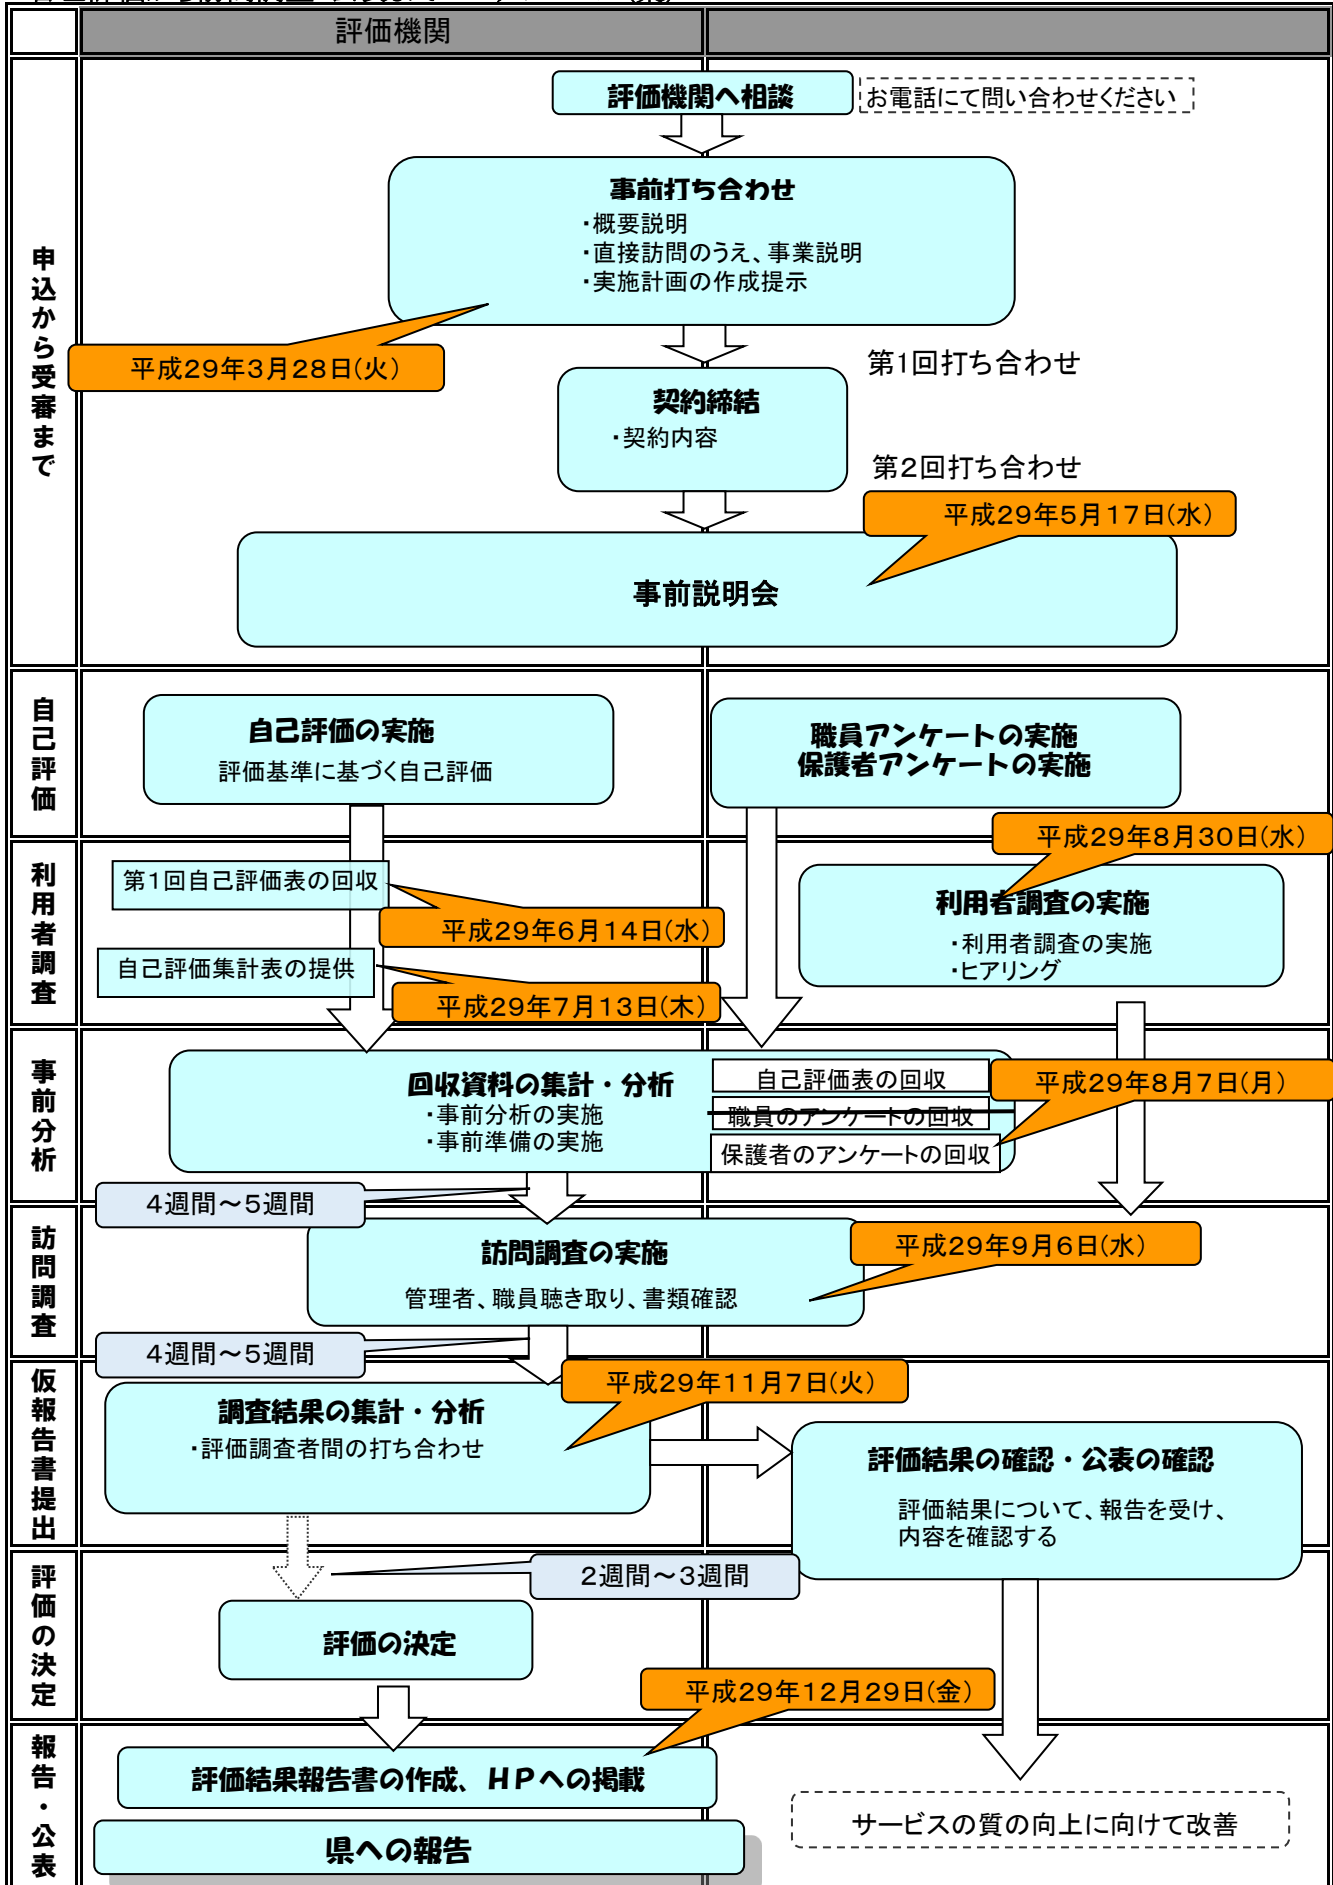 評価機関
評価機関へ相談
お電話にて問い合わせください
事前打ち合わせ
・概要説明
・直接訪問のうえ、事業説明
・実施計画の作成提示
申込から受審まで
平成29年3月28日(火)
第1回打ち合わせ
契約締結
・契約内容
第2回打ち合わせ
平成29年5月17日(水)
事前説明会
自己評価
自己評価の実施
評価基準に基づく自己評価
職員アンケートの実施
保護者アンケートの実施
利用者調査
平成29年8月30日(水)
第1回自己評価表の回収
利用者調査の実施
・利用者調査の実施
・ヒアリング
平成29年6月14日(水)
自己評価集計表の提供
平成29年7月13日(木)
事前分析
回収資料の集計・分析
・事前分析の実施
・事前準備の実施
自己評価表の回収
職員のアンケートの回収
保護者のアンケートの回収
平成29年8月7日(月)
4週間～5週間
訪問調査
訪問調査の実施
管理者、職員聴き取り、書類確認
平成29年9月6日(水)
4週間～5週間
仮報告書提出
平成29年11月7日(火)
調査結果の集計・分析
・評価調査者間の打ち合わせ
評価結果の確認・公表の確認
評価結果について、報告を受け、
内容を確認する
評価の決定
2週間～3週間
評価の決定
平成29年12月29日(金)
報告・公表
評価結果報告書の作成、HPへの掲載
サービスの質の向上に向けて改善
県への報告